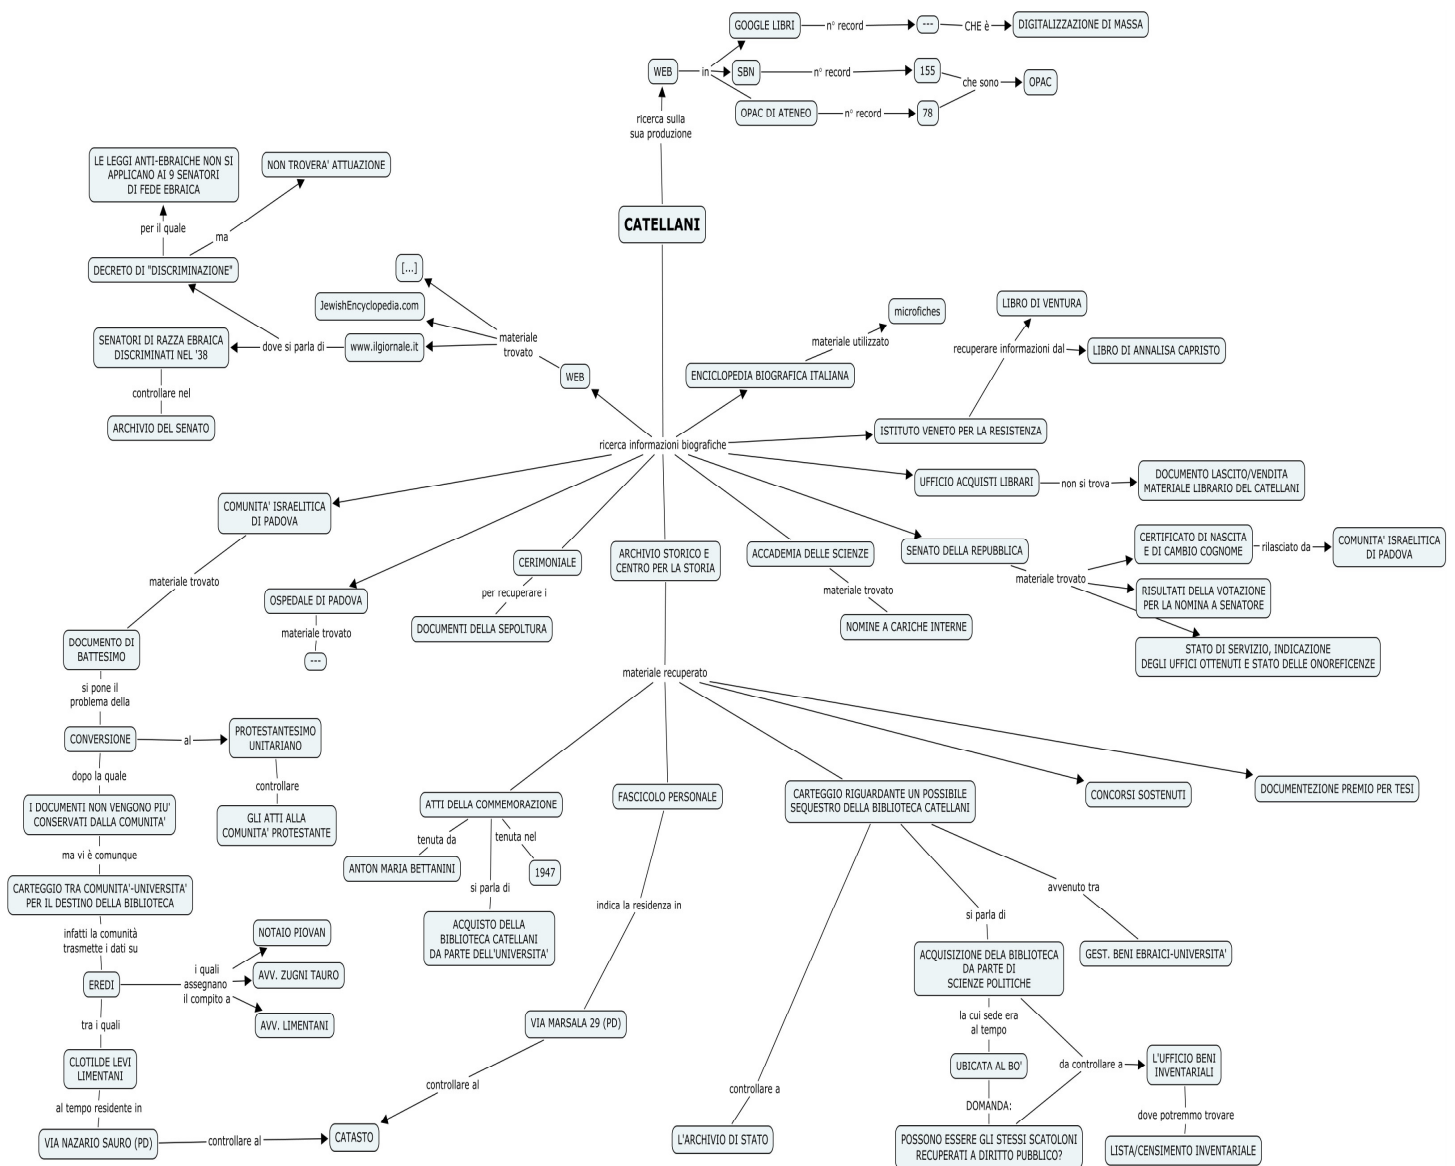 GOOGLE LIBRI
n° record
---
CHE è
DIGITALIZZAZIONE DI MASSA
WEB
in
SBN
n° record
155
che sono
OPAC
OPAC DI ATENEO
n° record
78
ricerca sulla
sua produzione
CATELLANI
LE LEGGI ANTI-EBRAICHE NON SI
APPLICANO AI 9 SENATORI
DI FEDE EBRAICA
NON TROVERA' ATTUAZIONE
per il quale
ma
DECRETO DI "DISCRIMINAZIONE"
[...]
JewishEncyclopedia.com
www.ilgiornale.it
dove si parla di
SENATORI DI RAZZA EBRAICA
DISCRIMINATI NEL '38
controllare nel
ARCHIVIO DEL SENATO
materiale
trovato
WEB
microfiches
materiale utilizzato
ENCICLOPEDIA BIOGRAFICA ITALIANA
LIBRO DI VENTURA
recuperare informazioni dal
LIBRO DI ANNALISA CAPRISTO
ISTITUTO VENETO PER LA RESISTENZA
ricerca informazioni biografiche
UFFICIO ACQUISTI LIBRARI
non si trova
DOCUMENTO LASCITO/VENDITA
MATERIALE LIBRARIO DEL CATELLANI
COMUNITA' ISRAELITICA
DI PADOVA
CERIMONIALE
per recuperare i
DOCUMENTI DELLA SEPOLTURA
ARCHIVIO STORICO E
CENTRO PER LA STORIA
ACCADEMIA DELLE SCIENZE
materiale trovato
NOMINE A CARICHE INTERNE
SENATO DELLA REPUBBLICA
materiale trovato
CERTIFICATO DI NASCITA
E DI CAMBIO COGNOME
rilasciato da
COMUNITA' ISRAELITICA
DI PADOVA
RISULTATI DELLA VOTAZIONE
PER LA NOMINA A SENATORE
STATO DI SERVIZIO, INDICAZIONE
DEGLI UFFICI OTTENUTI E STATO DELLE ONOREFICENZE
materiale trovato
OSPEDALE DI PADOVA
materiale trovato
---
DOCUMENTO DI
BATTESIMO
si pone il
problema della
CONVERSIONE
al
PROTESTANTESIMO
UNITARIANO
controllare
GLI ATTI ALLA
COMUNITA' PROTESTANTE
dopo la quale
I DOCUMENTI NON VENGONO PIU'
CONSERVATI DALLA COMUNITA'
ma vi è comunque
CARTEGGIO TRA COMUNITA'-UNIVERSITA'
PER IL DESTINO DELLA BIBLIOTECA
infatti la comunità
trasmette i dati su
EREDI
i quali
assegnano
il compito a
NOTAIO PIOVAN
AVV. ZUGNI TAURO
AVV. LIMENTANI
tra i quali
CLOTILDE LEVI
LIMENTANI
al tempo residente in
VIA NAZARIO SAURO (PD)
controllare al
CATASTO
materiale recuperato
ATTI DELLA COMMEMORAZIONE
tenuta da
ANTON MARIA BETTANINI
tenuta nel
1947
si parla di
ACQUISTO DELLA
BIBLIOTECA CATELLANI
DA PARTE DELL'UNIVERSITA'
FASCICOLO PERSONALE
indica la residenza in
VIA MARSALA 29 (PD)
controllare al
CARTEGGIO RIGUARDANTE UN POSSIBILE
SEQUESTRO DELLA BIBLIOTECA CATELLANI
CONCORSI SOSTENUTI
DOCUMENTEZIONE PREMIO PER TESI
controllare a
L'ARCHIVIO DI STATO
si parla di
avvenuto tra
GEST. BENI EBRAICI-UNIVERSITA'
ACQUISIZIONE DELA BIBLIOTECA
DA PARTE DI
SCIENZE POLITICHE
la cui sede era
al tempo
UBICATA AL BO'
DOMANDA:
POSSONO ESSERE GLI STESSI SCATOLONI
RECUPERATI A DIRITTO PUBBLICO?
da controllare a
L'UFFICIO BENI
INVENTARIALI
dove potremmo trovare
LISTA/CENSIMENTO INVENTARIALE